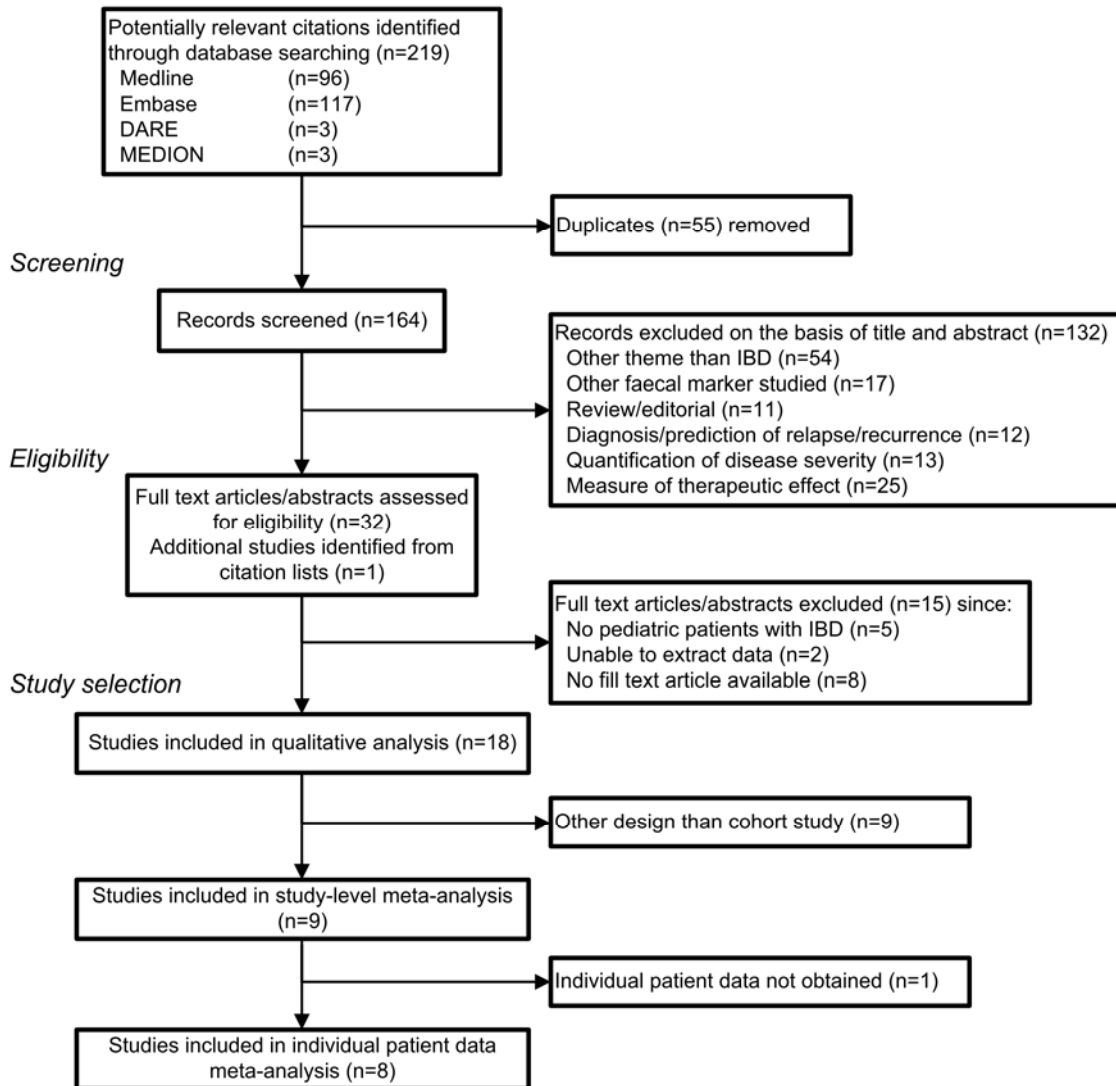 Potentially relevant citations identified
through database searching (n=219)
Medline (n=96)
Embase (n=117)
DARE (n=3)
MEDION (n=3)
Duplicates (n=55) removed
Screening
Records screened (n=164)
Records excluded on the basis of title and abstract (n=132)
Other theme than IBD (n=54)
Other faecal marker studied (n=17)
Review/editorial (n=11)
Diagnosis/prediction of relapse/recurrence (n=12)
Quantification of disease severity (n=13)
Measure of therapeutic effect (n=25)
Eligibility
Full text articles/abstracts assessed
for eligibility (n=32)
Additional studies identified from
citation lists (n=1)
Full text articles/abstracts excluded (n=15) since:
No pediatric patients with IBD (n=5)
Unable to extract data (n=2)
No fill text article available (n=8)
Study selection
Studies included in qualitative analysis (n=18)
Other design than cohort study (n=9)
Studies included in study-level meta-analysis
(n=9)
Individual patient data not obtained (n=1)
Studies included in individual patient data
meta-analysis (n=8)